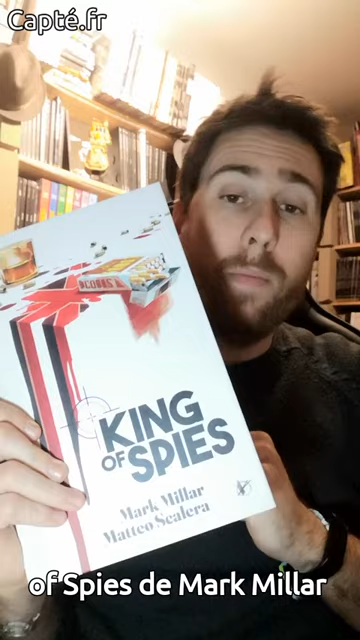 Capté.fr
KING
OF SPIES
Mark Millar
Matteo Scalera
of Spies de Mark Millar